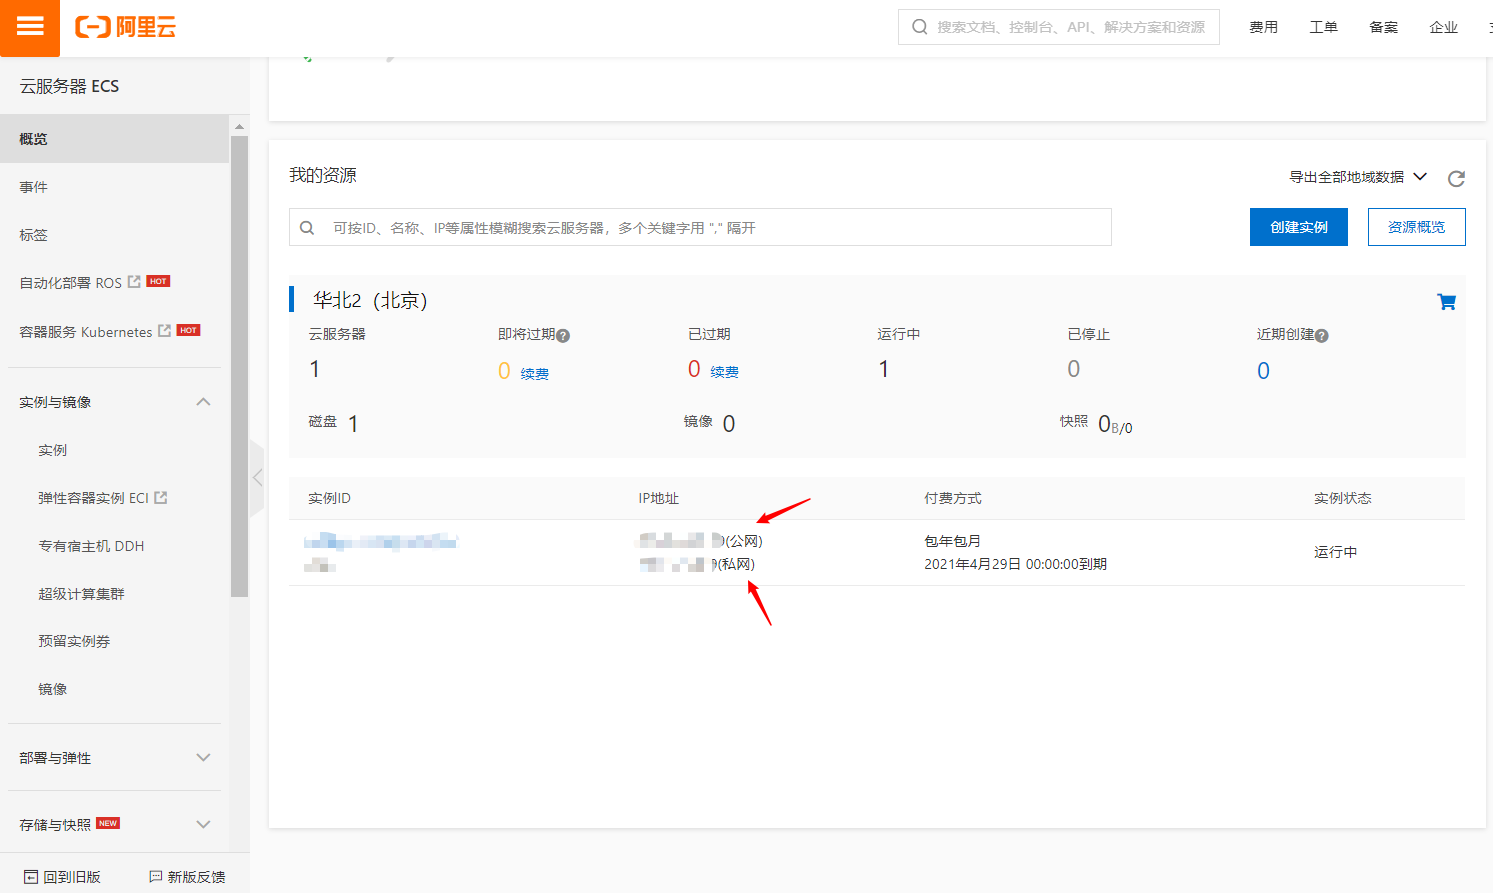 阿里云
搜索文档、控制台、API、解决方案和资源
费用
工单
备案
企业
云服务器 ECS
概览
事件
标签
自动化部署 ROS HOT
容器服务 Kubernetes HOT
实例与镜像
实例
弹性容器实例 ECI
专有宿主机 DDH
超级计算集群
预留实例券
镜像
部署与弹性
存储与快照 NEW
回到旧版
新版反馈
我的资源
导出全部地域数据
可按ID、名称、IP等属性模糊搜索云服务器，多个关键字用 "," 隔开
创建实例
资源概览
华北2（北京）
云服务器
1
即将过期?
0 续费
已过期
0 续费
运行中
1
已停止
0
近期创建?
0
磁盘 1
镜像 0
快照 0B/0
实例ID
IP地址
付费方式
实例状态
(公网)
(私网)
包年包月
2021年4月29日 00:00:00到期
运行中